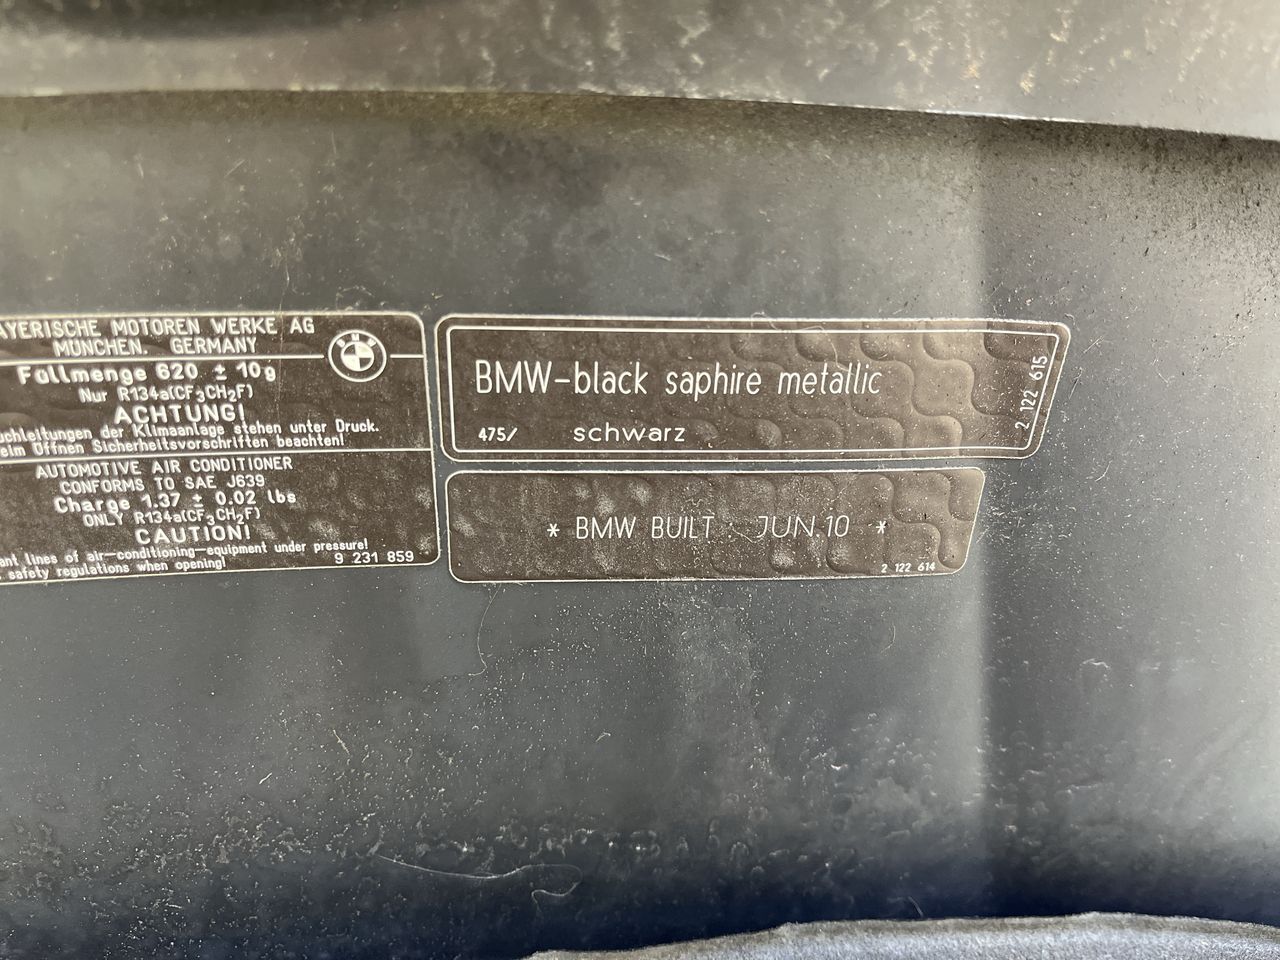 AYERISCHE MOTOREN WERKE AG
MÜNCHEN, GERMANY
BMW
Füllmenge 620 ± 10g
Nur R134a(CF3CH2F)
ACHTUNG!
uchleitungen der Klimaanlage stehen unter Druck.
eim Öffnen Sicherheitsvorschriften beachten!
AUTOMOTIVE AIR CONDITIONER
CONFORMS TO SAE J639
Charge 1,37 ± 0.02 lbs
ONLY R134a(CF3CH2F)
CAUTION!
ant lines of air-conditioning-equipment under pressure!
safety regulations when opening!
9 231 859
BMW-black saphire metallic
475/ schwarz
2 122 615
* BMW BUILT JUN.10 *
2 122 614